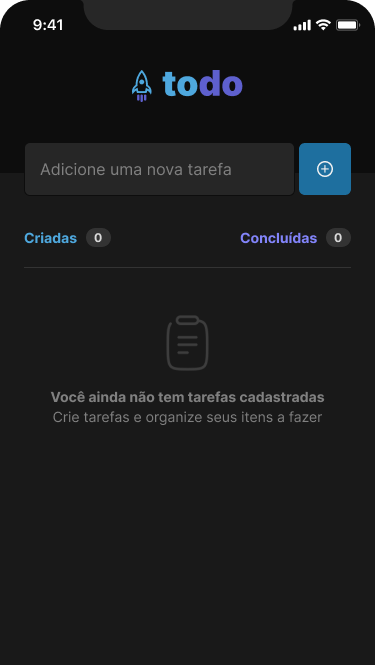 9:41
todo
Adicione uma nova tarefa
Criadas 0 Concluídas 0
Você ainda não tem tarefas cadastradas
Crie tarefas e organize seus itens a fazer